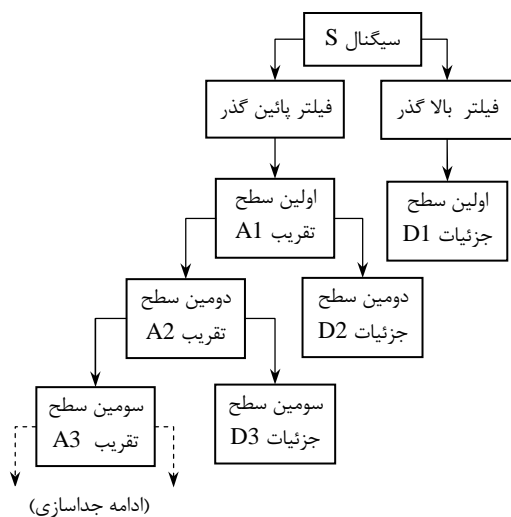 سیگنال S
فیلتر بالا گذر
فیلتر پائین گذر
اولین سطح
جزئیات D1
اولین سطح
تقریب A1
دومین سطح
جزئیات D2
دومین سطح
تقریب A2
سومین سطح
جزئیات D3
سومین سطح
تقریب A3
(ادامه جداسازی)